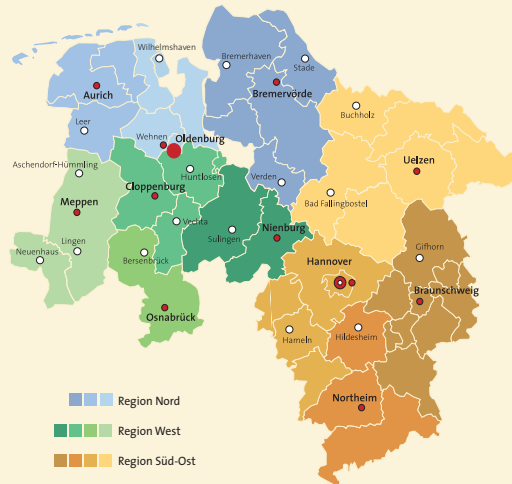 Wilhelmshaven
Bremerhaven
Stade
Aurich
Bremervörde
Buchholz
Leer
Wehnen
Oldenburg
Aschendorf-Hümmling
Huntlosen
Uelzen
Cloppenburg
Verden
Bad Fallingbostel
Meppen
Vechta
Sulingen
Nienburg
Neuenhaus
Lingen
Bersenbrück
Hannover
Gifhorn
Braunschweig
Osnabrück
Hameln
Hildesheim
Northeim
Region Nord
Region West
Region Süd-Ost